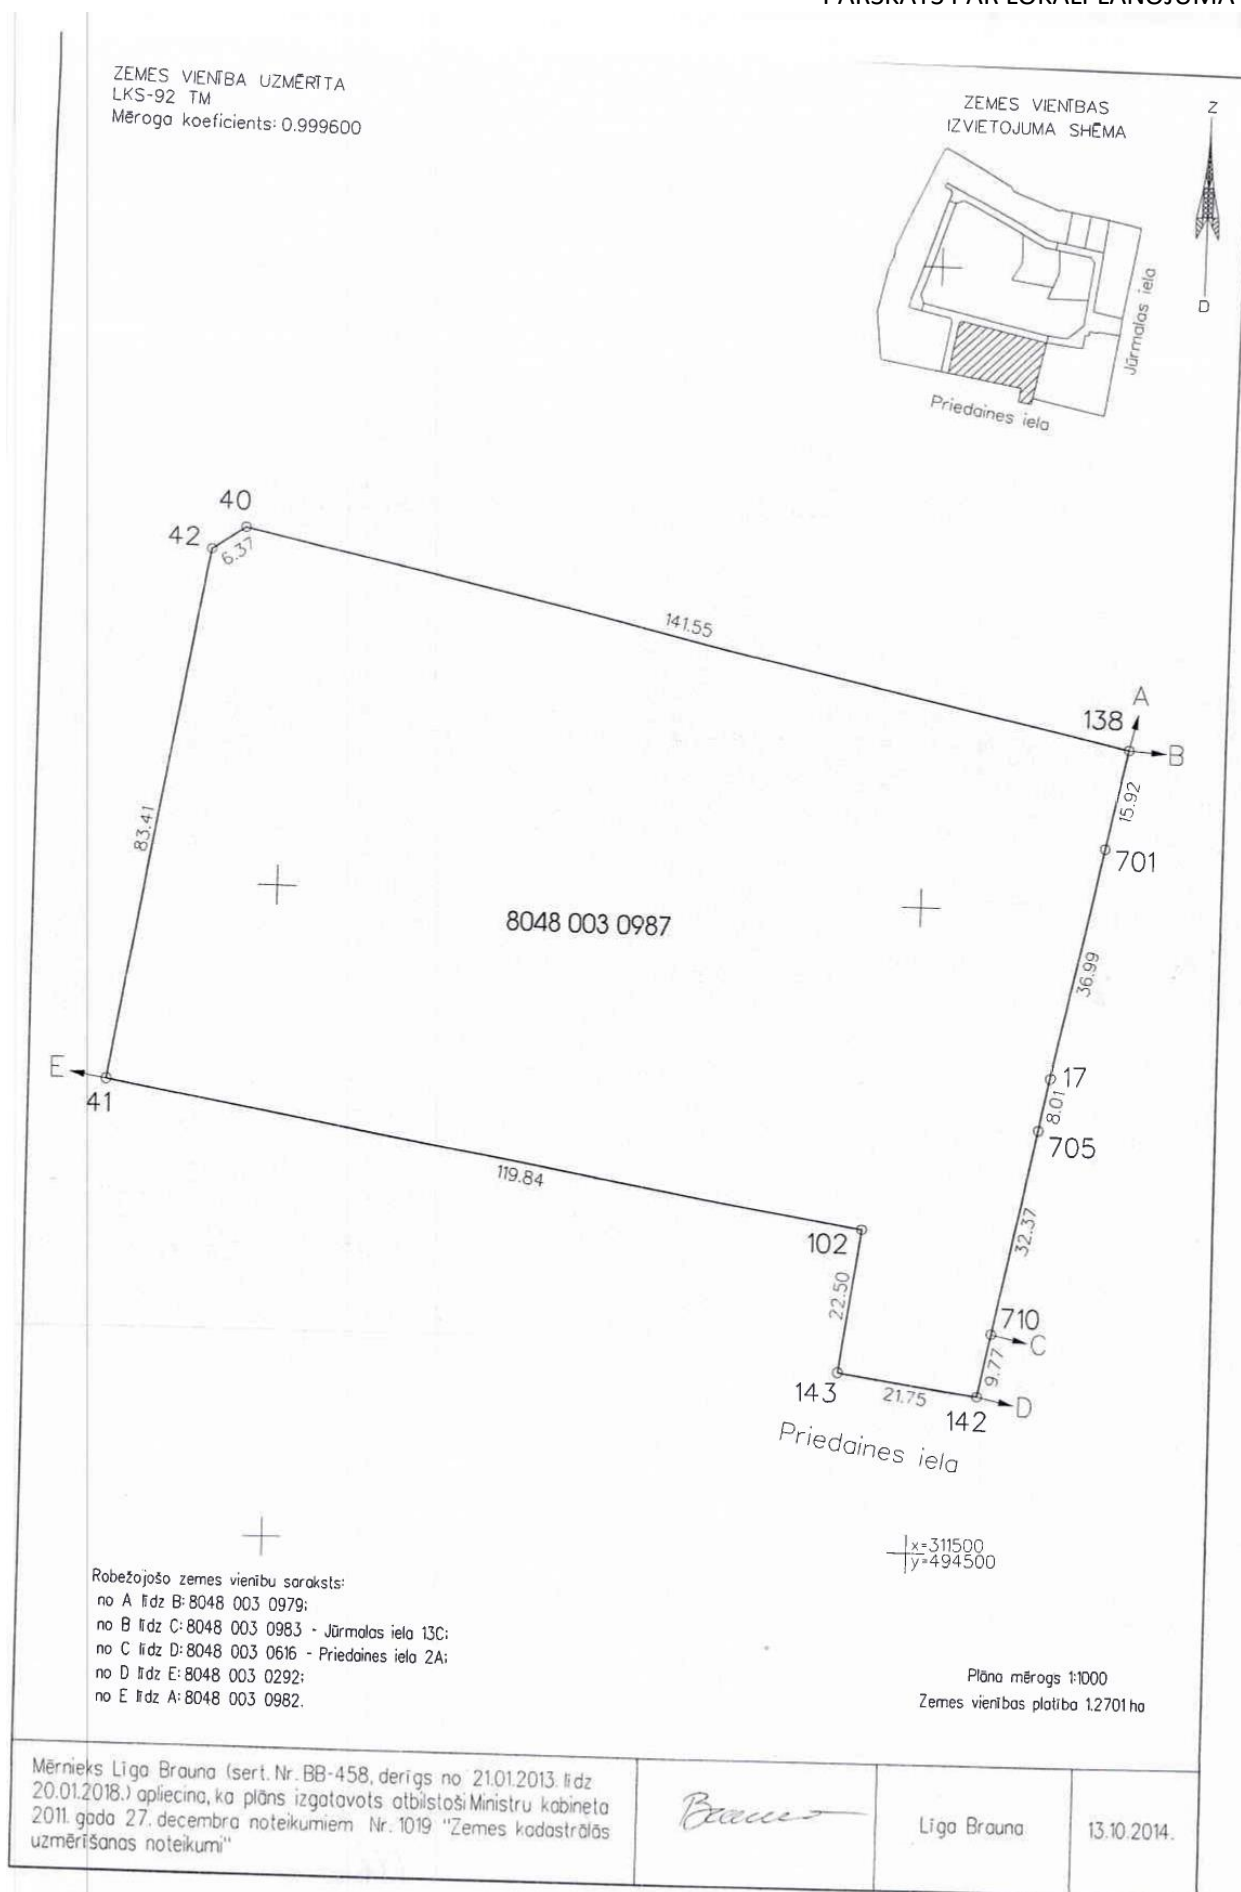 ZEMES VIENĪBA UZMĒRĪTA
LKS-92 TM
Mēroga koeficients: 0.999600
ZEMES VIENĪBAS
IZVIETOJUMA SHĒMA
Z
D
Jūrmalas iela
Priedaines iela
40
42
6.37
141.55
138
A
B
15.92
701
83.41
36.99
8048 003 0987
17
8.01
705
E
41
119.84
102
32.37
22.50
710
C
9.77
143
21.75
142
D
Priedaines iela
x=311500
y=494500
Robežojošo zemes vienību saraksts:
no A līdz B: 8048 003 0979;
no B līdz C: 8048 003 0983 - Jūrmalas iela 13C;
no C līdz D: 8048 003 0616 - Priedaines iela 2A;
no D līdz E: 8048 003 0292;
no E līdz A: 8048 003 0982.
Plāna mērogs 1:1000
Zemes vienības platība 1.2701 ha
Mērnieks Līga Brauna (sert. Nr. BB-458, derīgs no 21.01.2013. līdz
20.01.2018.) apliecina, ka plāns izgatavots atbilstoši Ministru kabineta
2011. gada 27. decembra noteikumiem Nr. 1019 "Zemes kadastrālās
uzmērīšanas noteikumi"
Līga Brauna
13.10.2014.